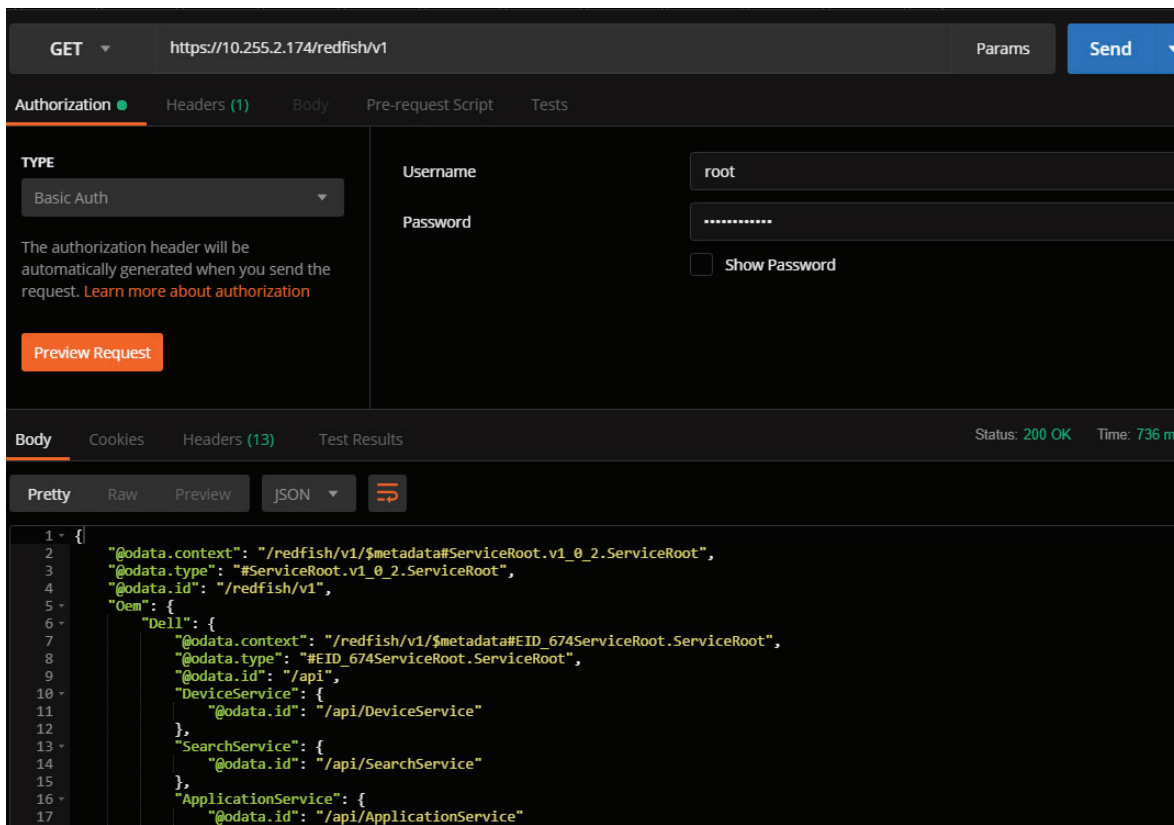 GET https://10.255.2.174/redfish/v1 Params Send
Authorization Headers (1) Body Pre-request Script Tests
TYPE
Basic Auth
The authorization header will be
automatically generated when you send the
request. Learn more about authorization
Preview Request
Username root
Password ••••••••••••
Show Password
Body Cookies Headers (13) Test Results Status: 200 OK Time: 736 m
Pretty Raw Preview JSON
1 {
2 "@odata.context": "/redfish/v1/$metadata#ServiceRoot.v1_0_2.ServiceRoot",
3 "@odata.type": "#ServiceRoot.v1_0_2.ServiceRoot",
4 "@odata.id": "/redfish/v1",
5 "Oem": {
6 "Dell": {
7 "@odata.context": "/redfish/v1/$metadata#EID_674ServiceRoot.ServiceRoot",
8 "@odata.type": "#EID_674ServiceRoot.ServiceRoot",
9 "@odata.id": "/api",
10 "DeviceService": {
11 "@odata.id": "/api/DeviceService"
12 },
13 "SearchService": {
14 "@odata.id": "/api/SearchService"
15 },
16 "ApplicationService": {
17 "@odata.id": "/api/ApplicationService"